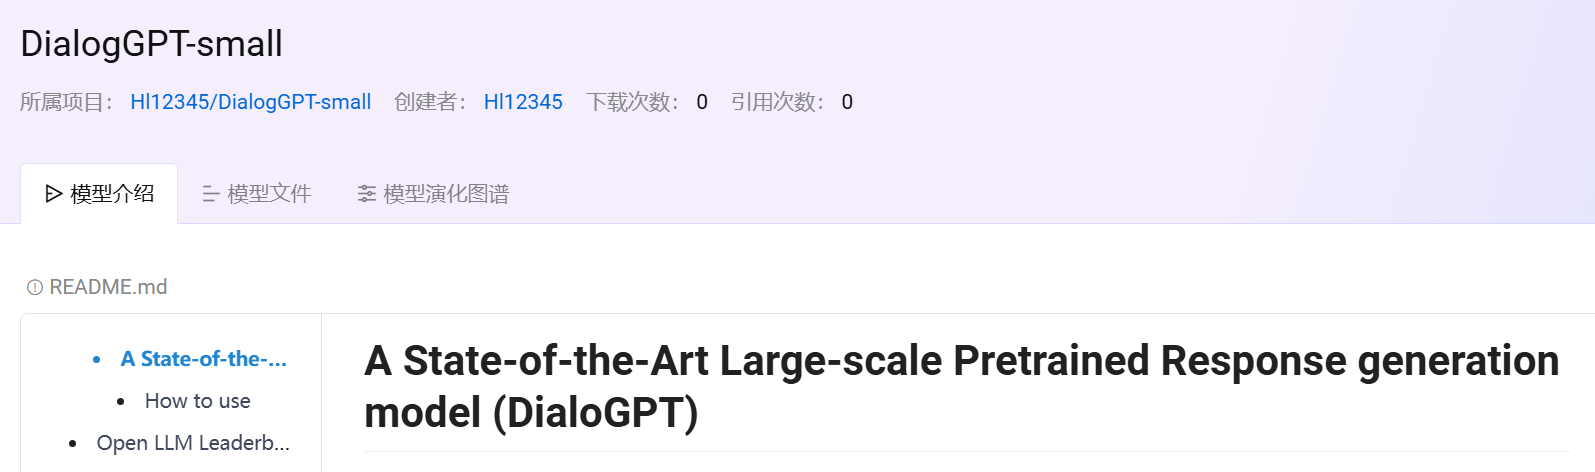 DialogGPT-small
所属项目： Hl12345/DialogGPT-small 创建者： Hl12345 下载次数： 0 引用次数： 0
模型介绍 模型文件 模型演化图谱
README.md
A State-of-the-...
How to use
Open LLM Leaderb...
A State-of-the-Art Large-scale Pretrained Response generation
model (DialoGPT)